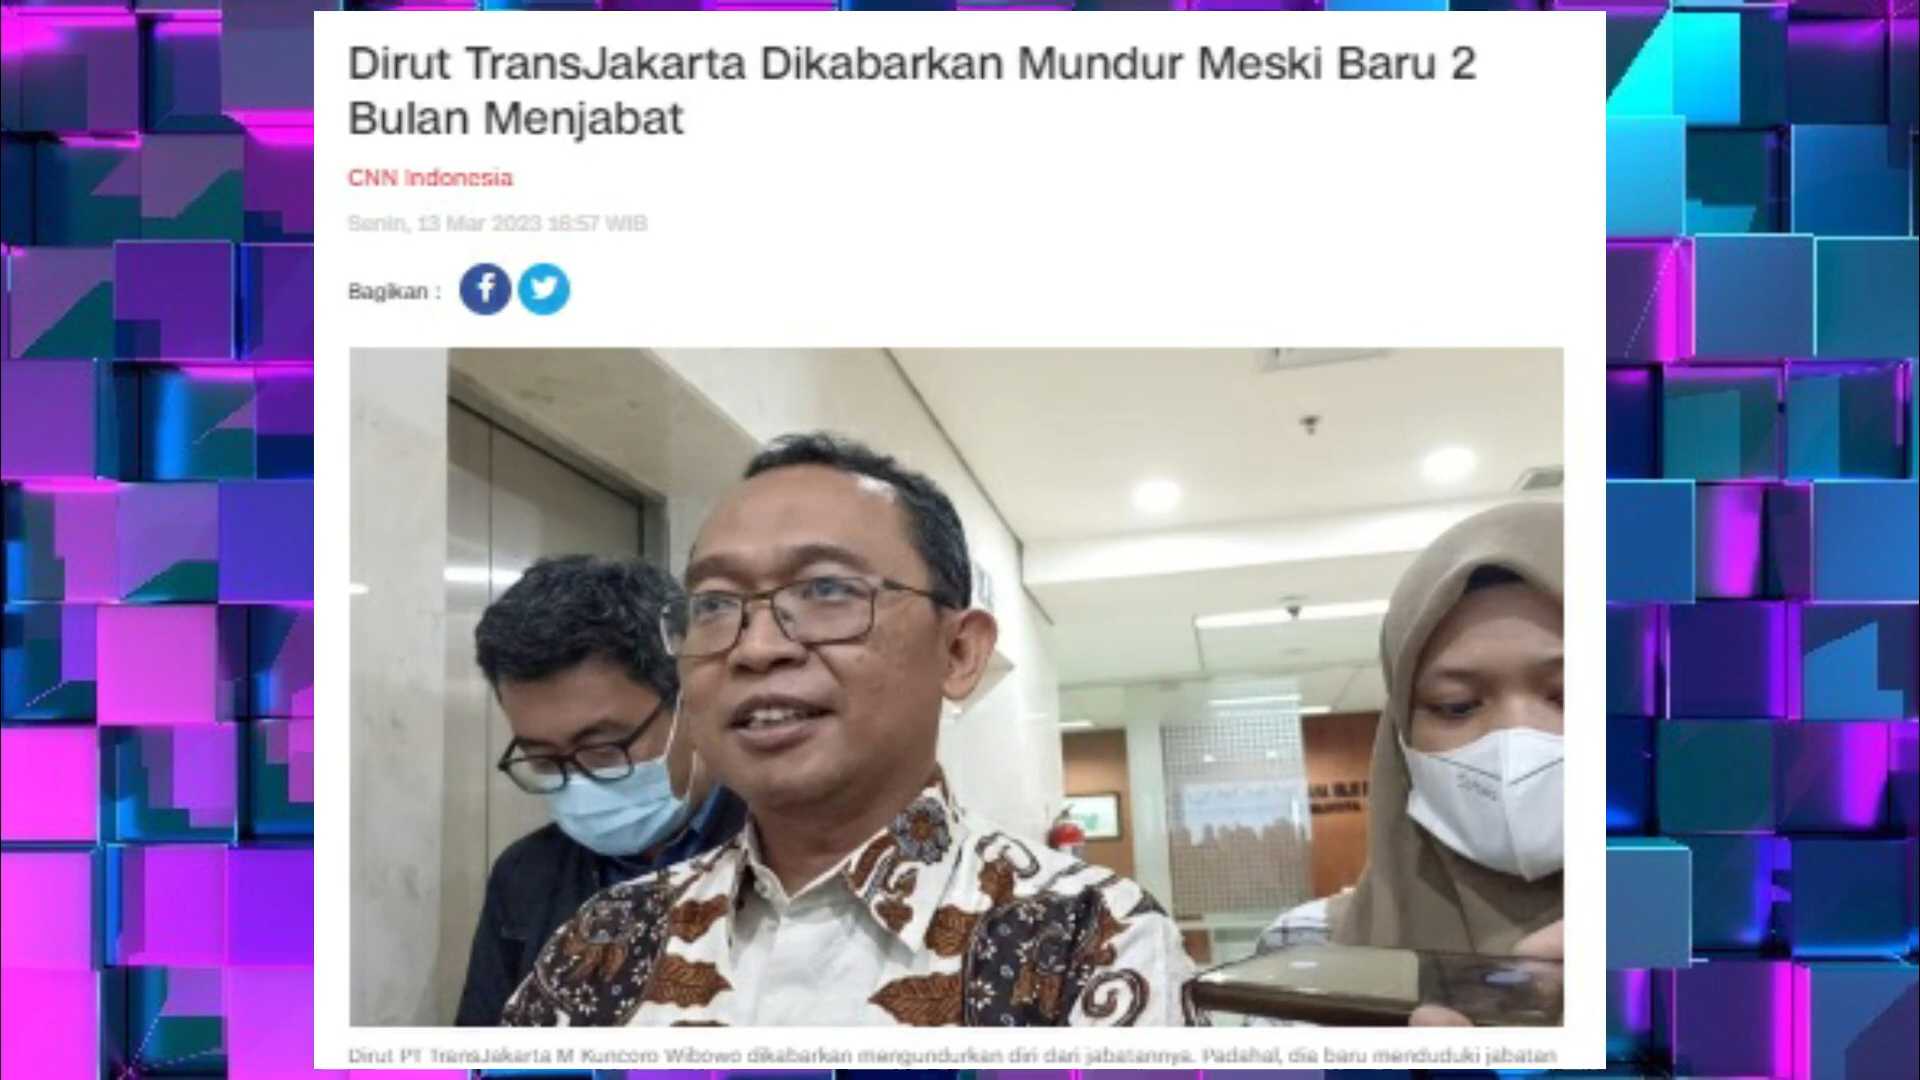 Dirut TransJakarta Dikabarkan Mundur Meski Baru 2
Bulan Menjabat
CNN Indonesia
Senin, 13 Mar 2023 16:57 WIB
Bagikan :
Dirut PT TransJakarta M Kuncoro Wibowo dikabarkan mengundurkan diri dari jabatannya. Padahal, dia baru menduduki jabatan